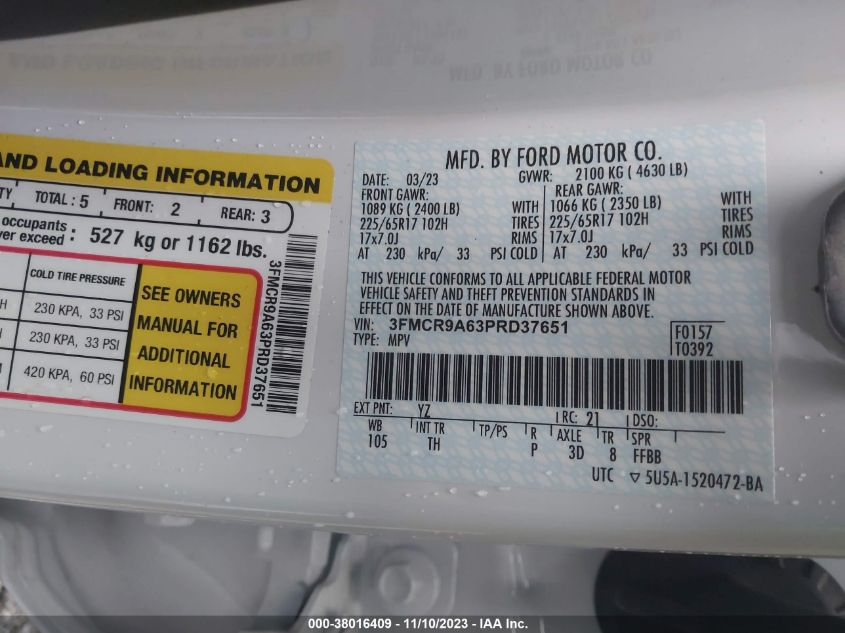 AND LOADING INFORMATION
TY TOTAL : 5 FRONT: 2 REAR: 3
occupants
ver exceed : 527 kg or 1162 lbs.
COLD TIRE PRESSURE
H 230 KPA, 33 PSI
H 230 KPA, 33 PSI
M 420 KPA, 60 PSI
SEE OWNERS
MANUAL FOR
ADDITIONAL
INFORMATION
3FMCR9A63PRD37651
MFD. BY FORD MOTOR CO.
DATE: 03/23 GVWR: 2100 KG ( 4630 LB)
FRONT GAWR: REAR GAWR:
1089 KG ( 2400 LB) WITH 1066 KG ( 2350 LB) WITH
225/65R17 102H TIRES 225/65R17 102H TIRES
17x7.0J RIMS 17x7.0J RIMS
AT 230 kPa/ 33 PSI COLD AT 230 kPa/ 33 PSI COLD
THIS VEHICLE CONFORMS TO ALL APPLICABLE FEDERAL MOTOR
VEHICLE SAFETY AND THEFT PREVENTION STANDARDS IN
EFFECT ON THE DATE OF MANUFACTURE SHOWN ABOVE.
VIN: 3FMCR9A63PRD37651 F0157
TYPE: MPV T0392
EXT PNT: YZ RC: 21 DSO:
WB INT TR TP/PS R AXLE TR SPR
105 TH P 3D 8 FFBB
UTC ▽ 5U5A-1520472-BA
000-38016409 - 11/10/2023 - IAA Inc.